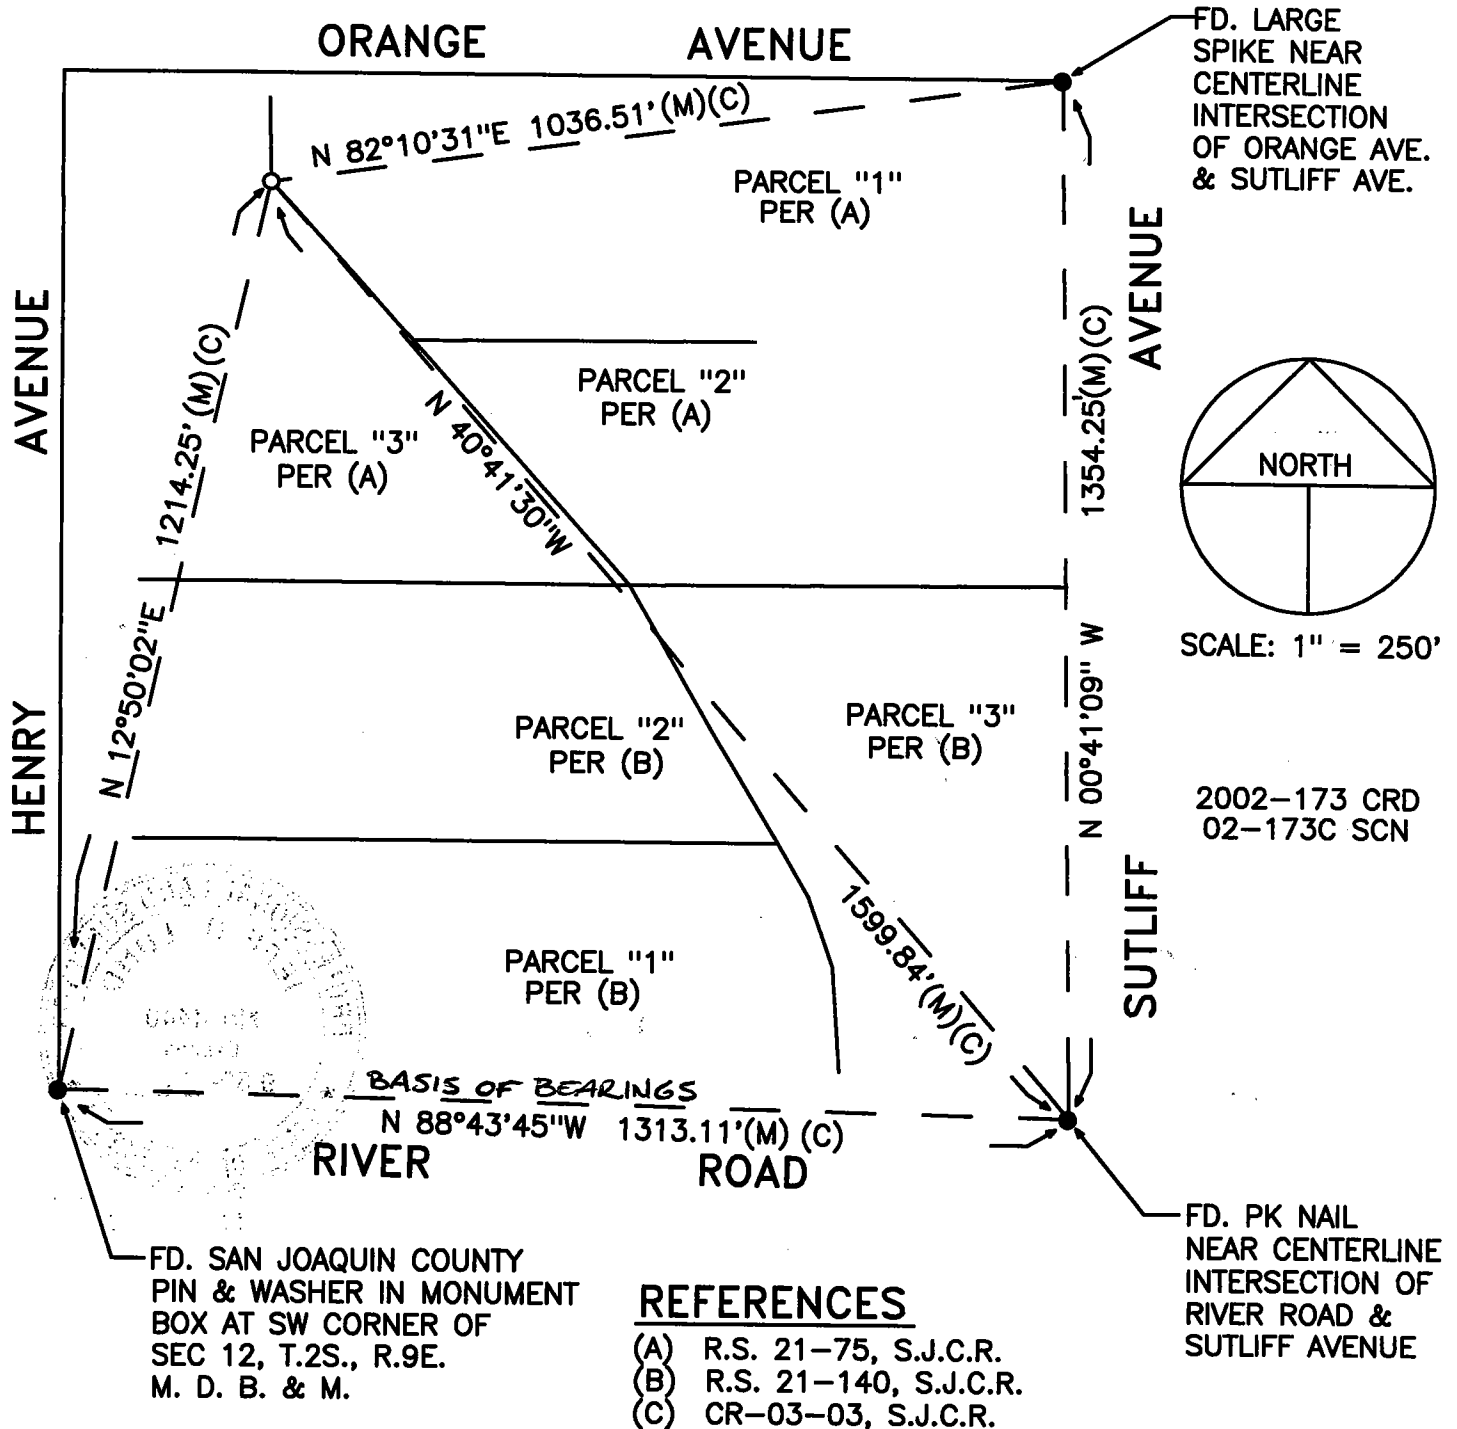 ORANGE AVENUE
FD. LARGE
SPIKE NEAR
CENTERLINE
INTERSECTION
OF ORANGE AVE.
& SUTLIFF AVE.
N 82°10'31"E 1036.51' (M)(C)
PARCEL "1"
PER (A)
HENRY AVENUE
N 12°50'02"E 1214.25' (M)(C)
PARCEL "2"
PER (A)
PARCEL "3"
PER (A)
N 40°41'30"W
1599.84'(M)(C)
SUTLIFF AVENUE
N 00°41'09" W 1354.25'(M)(C)
NORTH
SCALE: 1" = 250'
PARCEL "2"
PER (B)
PARCEL "3"
PER (B)
2002-173 CRD
02-173C SCN
PARCEL "1"
PER (B)
BASIS OF BEARINGS
N 88°43'45"W 1313.11'(M) (C)
RIVER ROAD
FD. SAN JOAQUIN COUNTY
PIN & WASHER IN MONUMENT
BOX AT SW CORNER OF
SEC 12, T.2S., R.9E.
M. D. B. & M.
FD. PK NAIL
NEAR CENTERLINE
INTERSECTION OF
RIVER ROAD &
SUTLIFF AVENUE
REFERENCES
(A) R.S. 21-75, S.J.C.R.
(B) R.S. 21-140, S.J.C.R.
(C) CR-03-03, S.J.C.R.